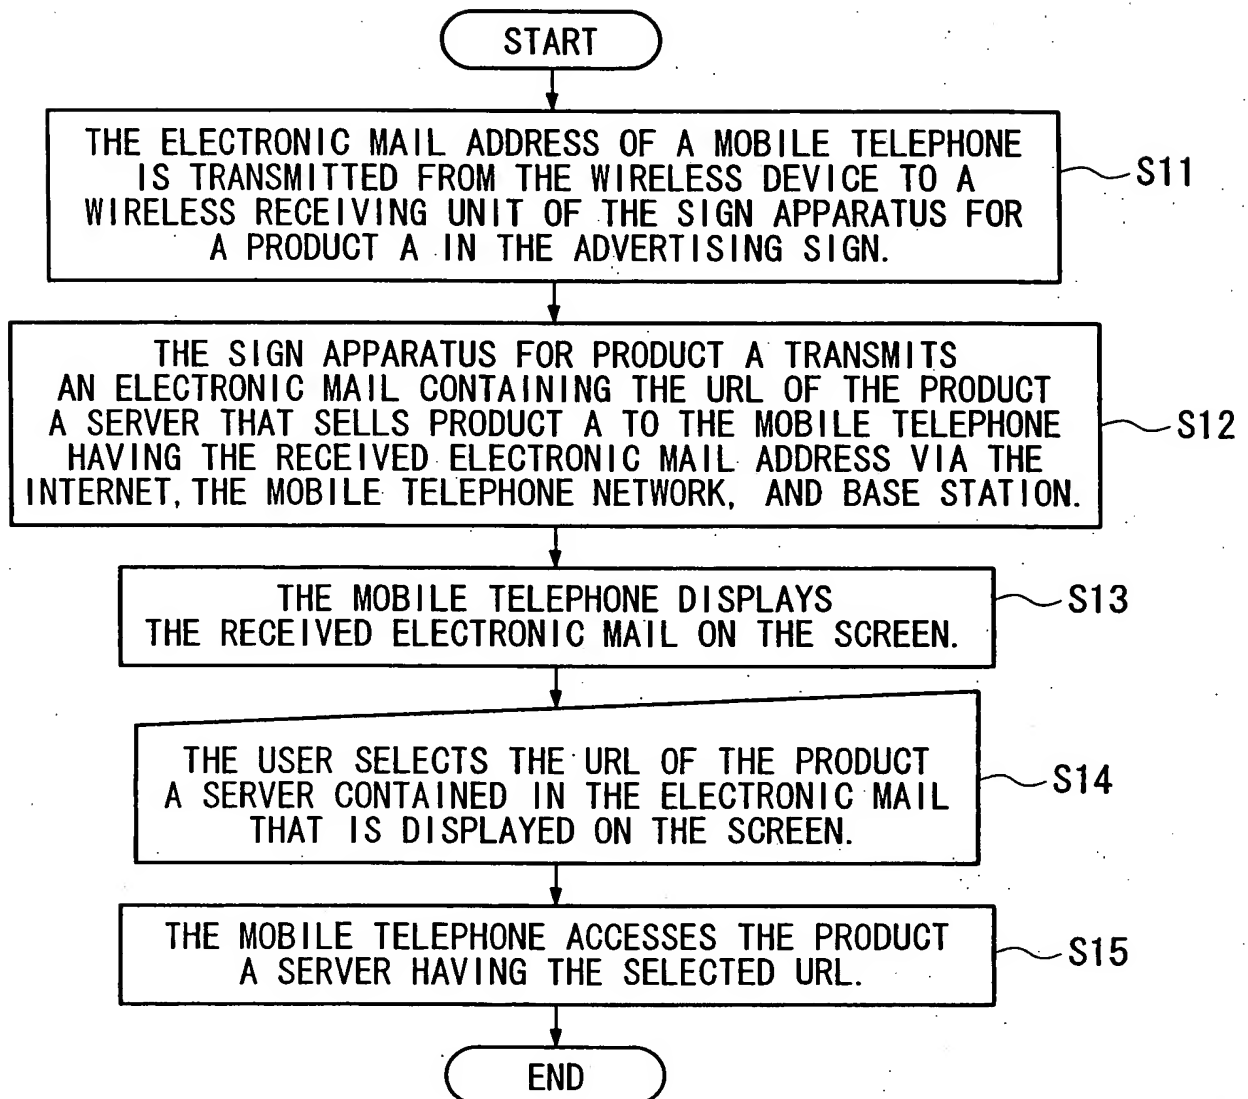 START
THE ELECTRONIC MAIL ADDRESS OF A MOBILE TELEPHONE
IS TRANSMITTED FROM THE WIRELESS DEVICE TO A
WIRELESS RECEIVING UNIT OF THE SIGN APPARATUS FOR
A PRODUCT A IN THE ADVERTISING SIGN.
S11
THE SIGN APPARATUS FOR PRODUCT A TRANSMITS
AN ELECTRONIC MAIL CONTAINING THE URL OF THE PRODUCT
A SERVER THAT SELLS PRODUCT A TO THE MOBILE TELEPHONE
HAVING THE RECEIVED ELECTRONIC MAIL ADDRESS VIA THE
INTERNET, THE MOBILE TELEPHONE NETWORK, AND BASE STATION.
S12
THE MOBILE TELEPHONE DISPLAYS
THE RECEIVED ELECTRONIC MAIL ON THE SCREEN.
S13
THE USER SELECTS THE URL OF THE PRODUCT
A SERVER CONTAINED IN THE ELECTRONIC MAIL
THAT IS DISPLAYED ON THE SCREEN.
S14
THE MOBILE TELEPHONE ACCESSES THE PRODUCT
A SERVER HAVING THE SELECTED URL.
S15
END